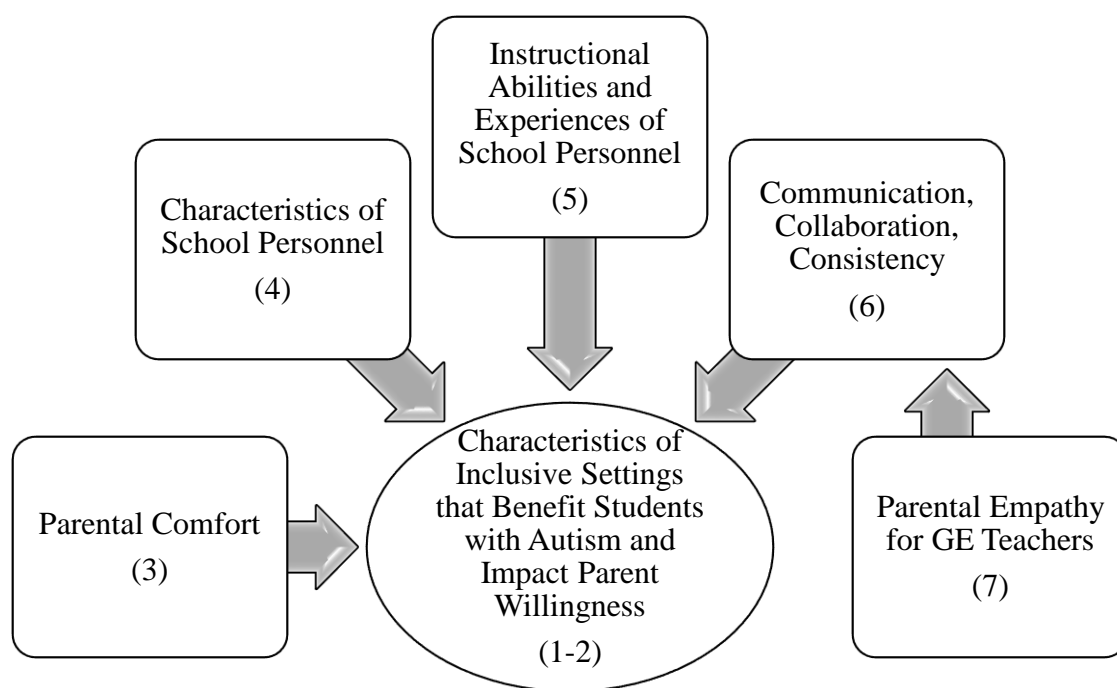 Instructional
Abilities and
Experiences of
School Personnel
(5)
Characteristics of
School Personnel
(4)
Communication,
Collaboration,
Consistency
(6)
Parental Comfort
(3)
Characteristics of
Inclusive Settings
that Benefit Students
with Autism and
Impact Parent
Willingness
(1-2)
Parental Empathy
for GE Teachers
(7)